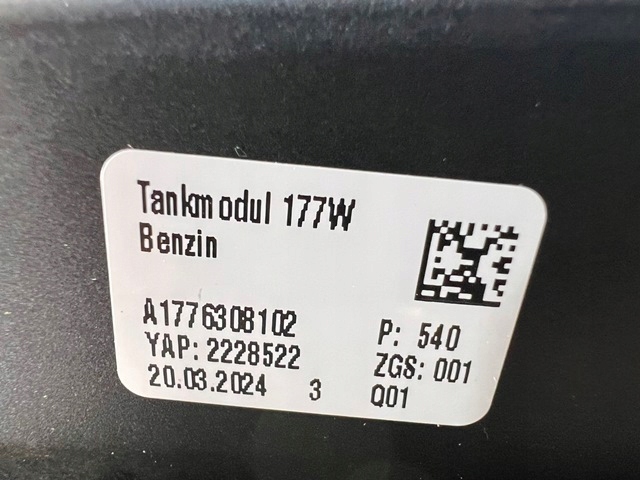 Tankmodul 177W
Benzin
A1776308102
P: 540
YAP: 2228522
ZGS: 001
20.03.2024 3
Q01